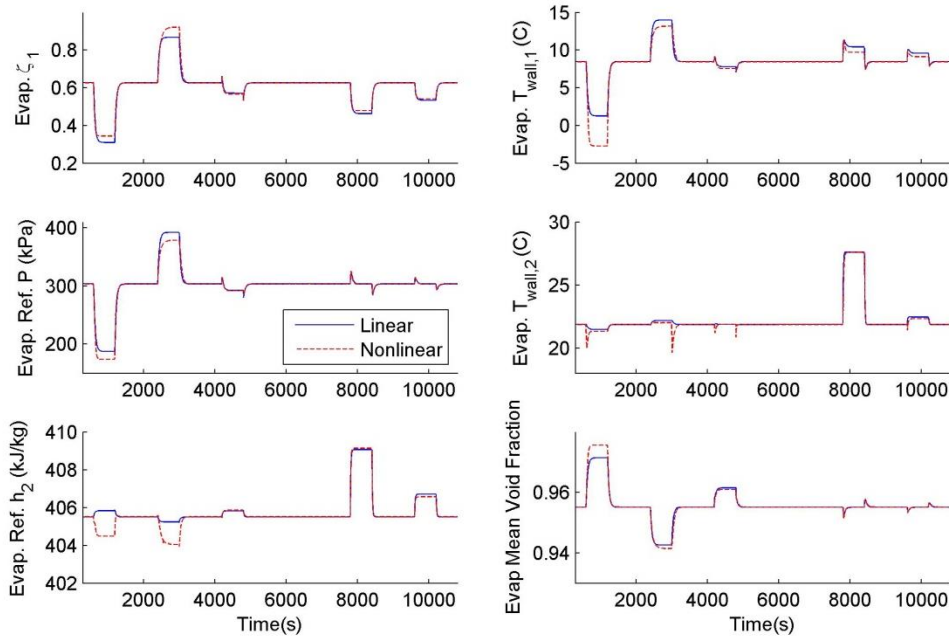 Evap. ζ1
0.8
0.6
0.4
0.2
2000 4000 6000 8000 10000
Evap. Twall,1 (C)
15
10
5
0
-5
2000 4000 6000 8000 10000
Evap. Ref. P (kPa)
400
300
200
2000 4000 6000 8000 10000
Linear
Nonlinear
Evap. Twall,2 (C)
30
25
20
2000 4000 6000 8000 10000
Evap. Ref. h2 (kJ/kg)
410
408
406
404
402
2000 4000 6000 8000 10000
Time(s)
Evap Mean Void Fraction
0.96
0.94
2000 4000 6000 8000 10000
Time(s)